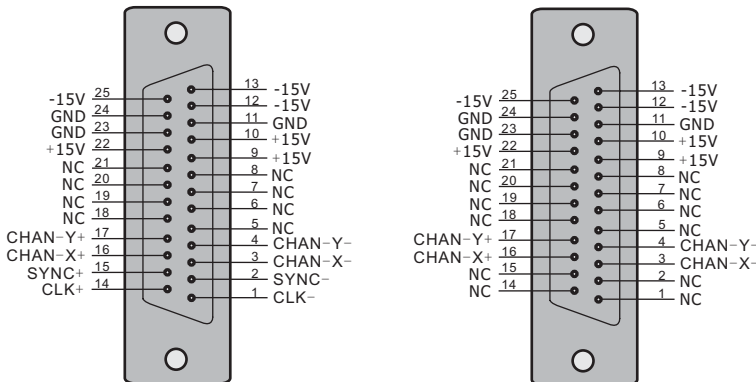 -15V 25
GND 24
GND 23
+15V 22
NC 21
NC 20
NC 19
NC 18
CHAN-Y+ 17
CHAN-X+ 16
SYNC+ 15
CLK+ 14
13 -15V
12 -15V
11 GND
10 +15V
9 +15V
8 NC
7 NC
6 NC
5 NC
4 CHAN-Y-
3 CHAN-X-
2 SYNC-
1 CLK-
-15V 25
GND 24
GND 23
+15V 22
NC 21
NC 20
NC 19
NC 18
CHAN-Y+ 17
CHAN-X+ 16
NC 15
NC 14
13 -15V
12 -15V
11 GND
10 +15V
9 +15V
8 NC
7 NC
6 NC
5 NC
4 CHAN-Y-
3 CHAN-X-
2 NC
1 NC